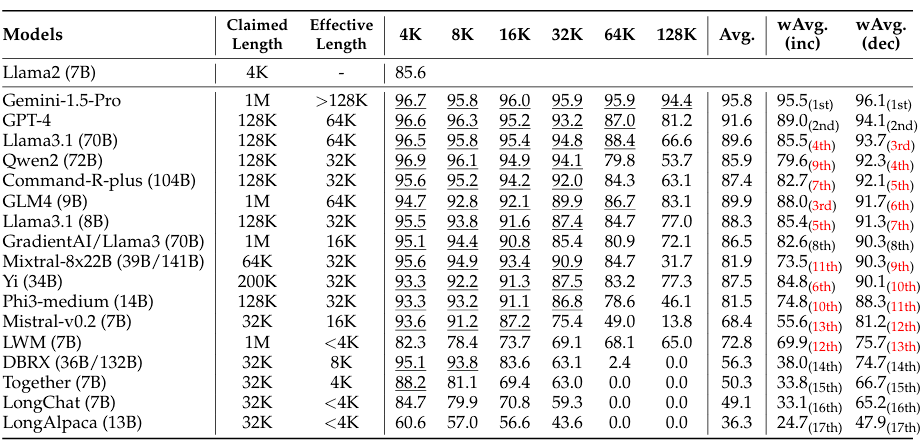 Models Claimed Length Effective Length 4K 8K 16K 32K 64K 128K Avg. wAvg. (inc) wAvg. (dec)
Llama2 (7B) 4K - 85.6
Gemini-1.5-Pro 1M >128K 96.7 95.8 96.0 95.9 95.9 94.4 95.8 95.5(1st) 96.1(1st)
GPT-4 128K 64K 96.6 96.3 95.2 93.2 87.0 81.2 91.6 89.0(2nd) 94.1(2nd)
Llama3.1 (70B) 128K 64K 96.5 95.8 95.4 94.8 88.4 66.6 89.6 85.5(4th) 93.7(3rd)
Qwen2 (72B) 128K 32K 96.9 96.1 94.9 94.1 79.8 53.7 85.9 79.6(9th) 92.3(4th)
Command-R-plus (104B) 128K 32K 95.6 95.2 94.2 92.0 84.3 63.1 87.4 82.7(7th) 92.1(5th)
GLM4 (9B) 1M 64K 94.7 92.8 92.1 89.9 86.7 83.1 89.9 88.0(3rd) 91.7(6th)
Llama3.1 (8B) 128K 32K 95.5 93.8 91.6 87.4 84.7 77.0 88.3 85.4(5th) 91.3(7th)
GradientAI/Llama3 (70B) 1M 16K 95.1 94.4 90.8 85.4 80.9 72.1 86.5 82.6(8th) 90.3(8th)
Mixtral-8x22B (39B/141B) 64K 32K 95.6 94.9 93.4 90.9 84.7 31.7 81.9 73.5(11th) 90.3(9th)
Yi (34B) 200K 32K 93.3 92.2 91.3 87.5 83.2 77.3 87.5 84.8(6th) 90.1(10th)
Phi3-medium (14B) 128K 32K 93.3 93.2 91.1 86.8 78.6 46.1 81.5 74.8(10th) 88.3(11th)
Mistral-v0.2 (7B) 32K 16K 93.6 91.2 87.2 75.4 49.0 13.8 68.4 55.6(13th) 81.2(12th)
LWM (7B) 1M <4K 82.3 78.4 73.7 69.1 68.1 65.0 72.8 69.9(12th) 75.7(13th)
DBRX (36B/132B) 32K 8K 95.1 93.8 83.6 63.1 2.4 0.0 56.3 38.0(14th) 74.7(14th)
Together (7B) 32K 4K 88.2 81.1 69.4 63.0 0.0 0.0 50.3 33.8(15th) 66.7(15th)
LongChat (7B) 32K <4K 84.7 79.9 70.8 59.3 0.0 0.0 49.1 33.1(16th) 65.2(16th)
LongAlpaca (13B) 32K <4K 60.6 57.0 56.6 43.6 0.0 0.0 36.3 24.7(17th) 47.9(17th)